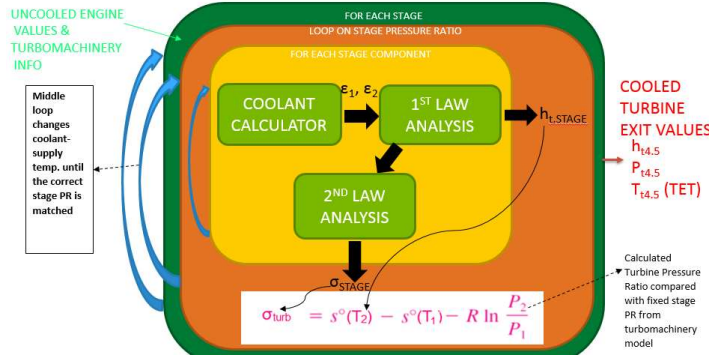 UNCOOLED ENGINE
VALUES &
TURBOMACHINERY
INFO
FOR EACH STAGE
LOOP ON STAGE PRESSURE RATIO
FOR EACH STAGE COMPONENT
Middle
loop
changes
coolant-
supply
temp. until
the correct
stage PR is
matched
COOLANT
CALCULATOR
ε₁, ε₂
1ST LAW
ANALYSIS
ht,STAGE
2ND LAW
ANALYSIS
σSTAGE
σturb = s°(T₂) − s°(T₁) − R ln P₂/P₁
COOLED
TURBINE
EXIT VALUES
ht4.5
Pt4.5
Tt4.5 (TET)
Calculated
Turbine Pressure
Ratio compared
with fixed stage
PR from
turbomachinery
model